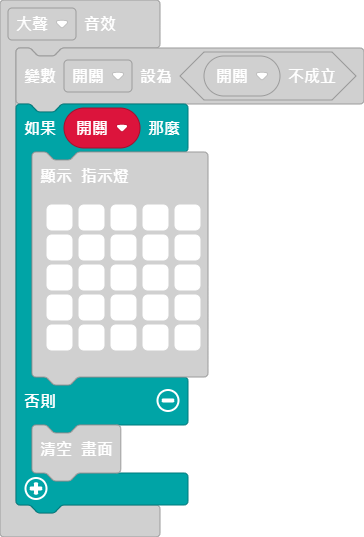 大聲 音效
變數 開關 設為 開關 不成立
如果 開關 那麼
顯示 指示燈
否則
清空 畫面